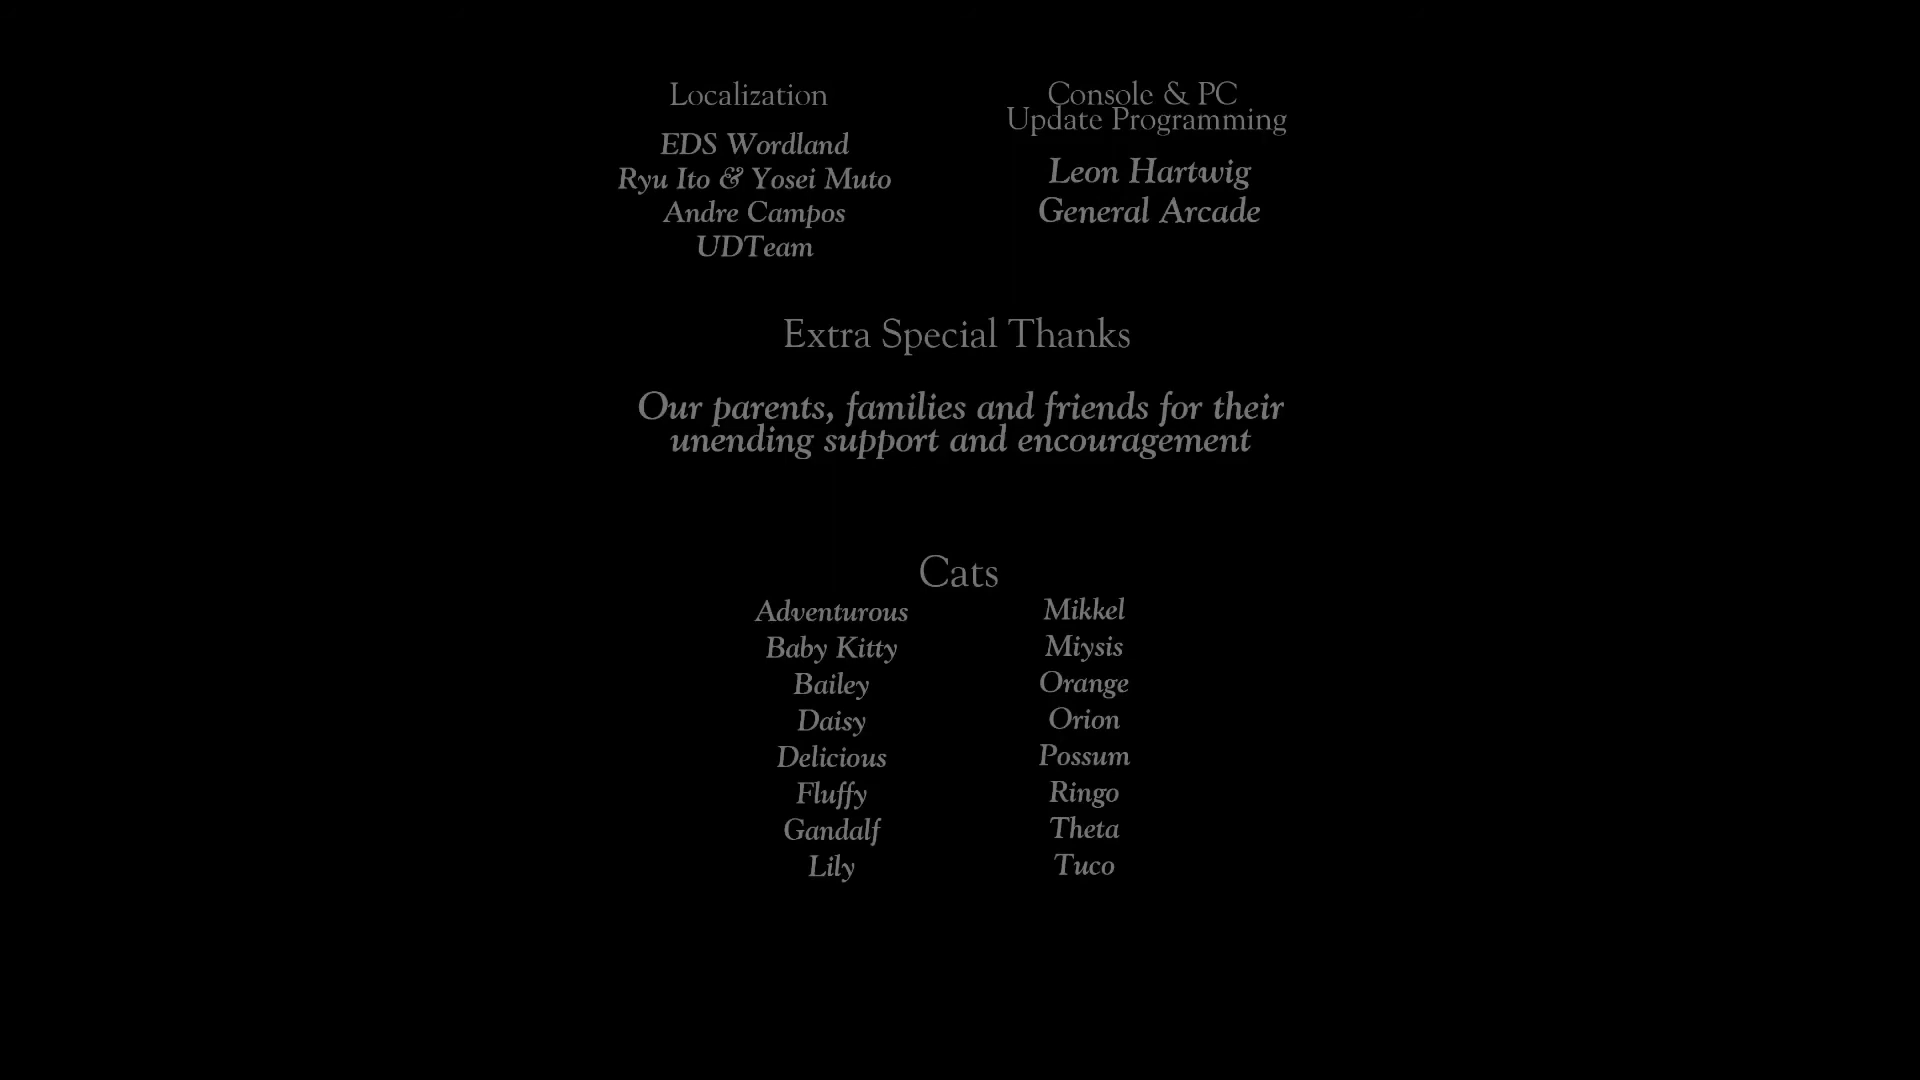 Localization
EDS Wordland
Ryu Ito & Yosei Muto
Andre Campos
UDTeam
Console & PC
Update Programming
Leon Hartwig
General Arcade
Extra Special Thanks
Our parents, families and friends for their
unending support and encouragement
Cats
Adventurous
Baby Kitty
Bailey
Daisy
Delicious
Fluffy
Gandalf
Lily
Mikkel
Miysis
Orange
Orion
Possum
Ringo
Theta
Tuco